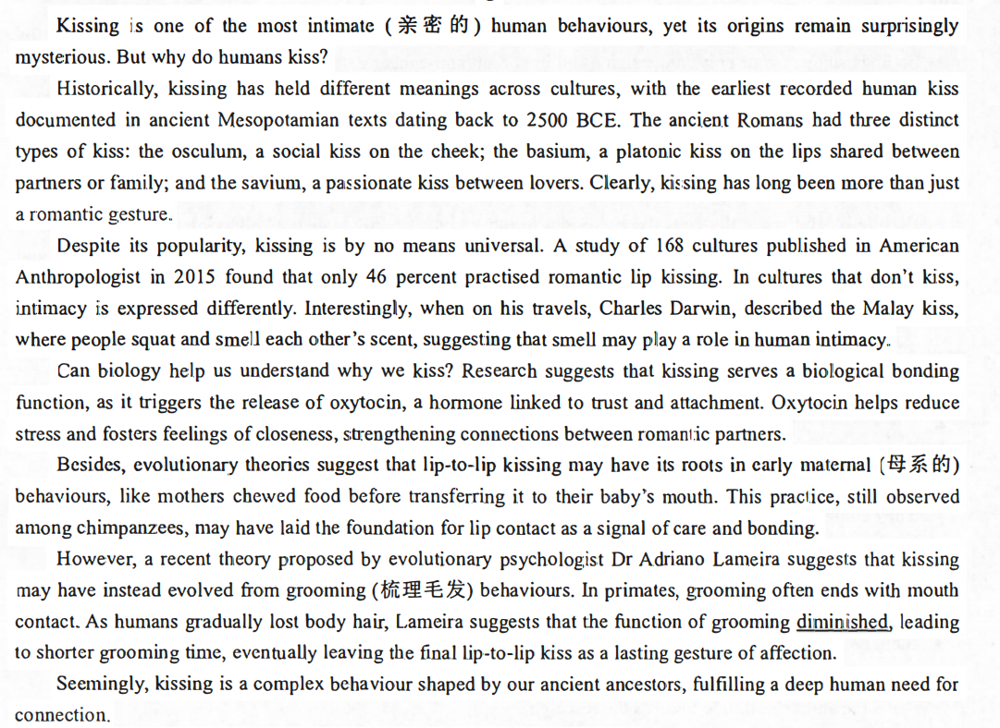 Kissing is one of the most intimate (亲密的) human behaviours, yet its origins remain surprisingly
mysterious. But why do humans kiss?
Historically, kissing has held different meanings across cultures, with the earliest recorded human kiss
documented in ancient Mesopotamian texts dating back to 2500 BCE. The ancient Romans had three distinct
types of kiss: the osculum, a social kiss on the cheek; the basium, a platonic kiss on the lips shared between
partners or family; and the savium, a passionate kiss between lovers. Clearly, kissing has long been more than just
a romantic gesture.
Despite its popularity, kissing is by no means universal. A study of 168 cultures published in American
Anthropologist in 2015 found that only 46 percent practised romantic lip kissing. In cultures that don't kiss,
intimacy is expressed differently. Interestingly, when on his travels, Charles Darwin, described the Malay kiss,
where people squat and smell each other's scent, suggesting that smell may play a role in human intimacy.
Can biology help us understand why we kiss? Research suggests that kissing serves a biological bonding
function, as it triggers the release of oxytocin, a hormone linked to trust and attachment. Oxytocin helps reduce
stress and fosters feelings of closeness, strengthening connections between romantic partners.
Besides, evolutionary theories suggest that lip-to-lip kissing may have its roots in early maternal (母系的)
behaviours, like mothers chewed food before transferring it to their baby's mouth. This practice, still observed
among chimpanzees, may have laid the foundation for lip contact as a signal of care and bonding.
However, a recent theory proposed by evolutionary psychologist Dr Adriano Lameira suggests that kissing
may have instead evolved from grooming (梳理毛发) behaviours. In primates, grooming often ends with mouth
contact. As humans gradually lost body hair, Lameira suggests that the function of grooming diminished, leading
to shorter grooming time, eventually leaving the final lip-to-lip kiss as a lasting gesture of affection.
Seemingly, kissing is a complex behaviour shaped by our ancient ancestors, fulfilling a deep human need for
connection.